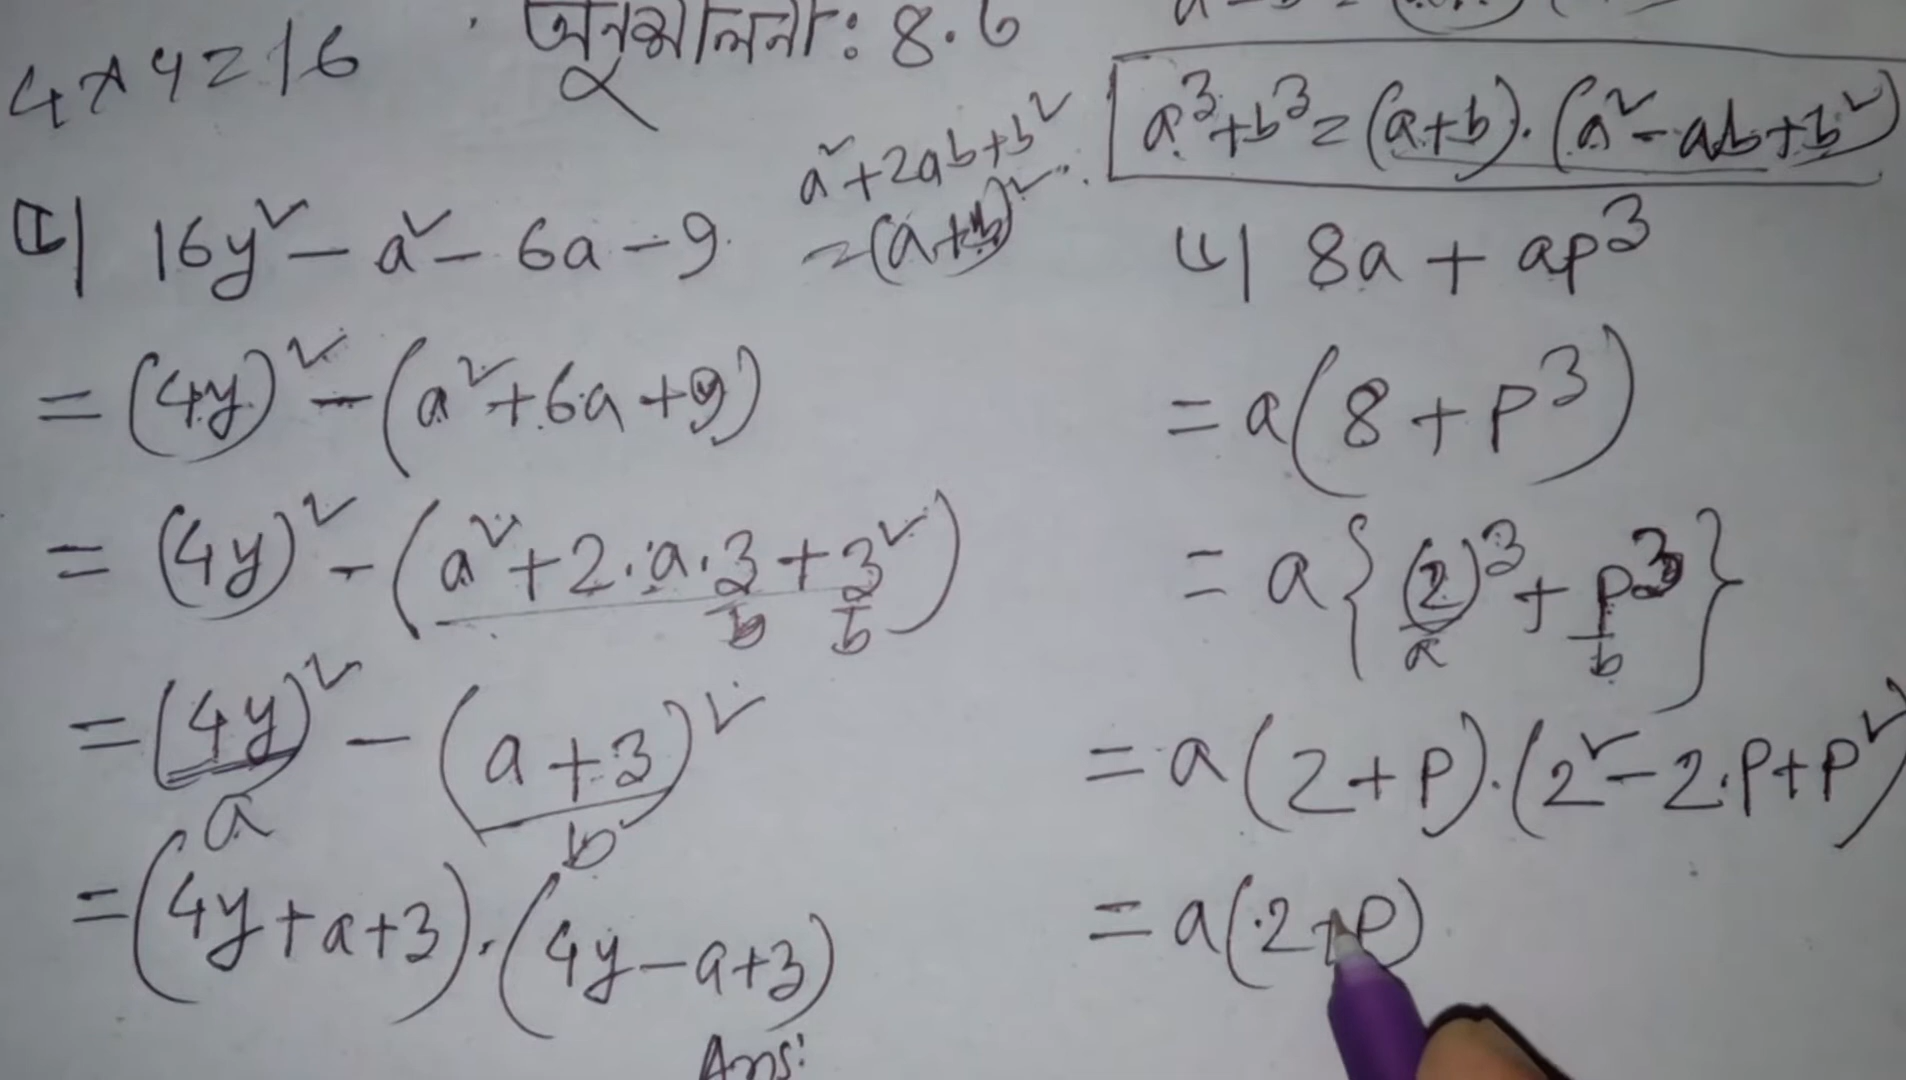 4×4=16
অনুশীলনী: 8.6
a³+b³=(a+b).(a²-ab+b²)
a²+2ab+b²
=(a+b)²
16y² - a² - 6a - 9
= (4y)² - (a²+6a+9)
= (4y)² - (a²+2.a.3+3²)
b b
= (4y)² - (a+3)²
a b
= (4y+a+3).(4y-a+3)
Ans:
8a + ap³
= a(8+p³)
= a{(2)³+p³}
a b
= a(2+p).(2²-2.p+p²)
= a(2+p)